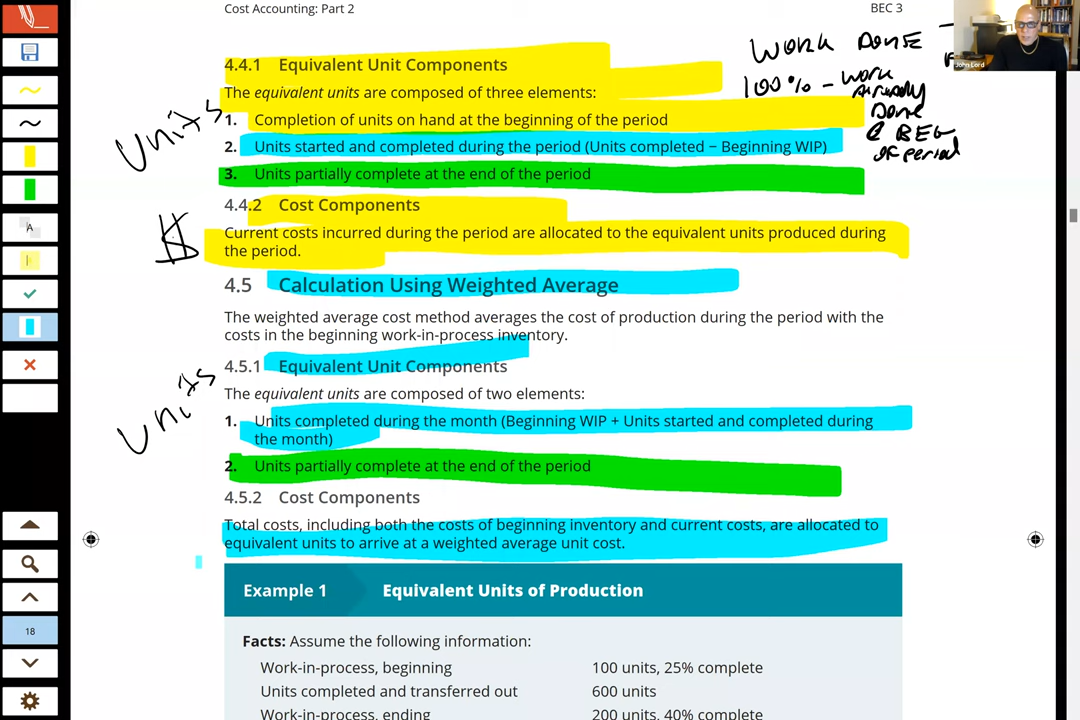 Cost Accounting: Part 2
BEC 3
WORK DONE -
100% - work
Already
Done
@ BEG
of period
John Lord
4.4.1 Equivalent Unit Components
The equivalent units are composed of three elements:
Units
1. Completion of units on hand at the beginning of the period
2. Units started and completed during the period (Units completed − Beginning WIP)
3. Units partially complete at the end of the period
4.4.2 Cost Components
$
Current costs incurred during the period are allocated to the equivalent units produced during
the period.
4.5 Calculation Using Weighted Average
The weighted average cost method averages the cost of production during the period with the
costs in the beginning work-in-process inventory.
4.5.1 Equivalent Unit Components
Units
The equivalent units are composed of two elements:
1. Units completed during the month (Beginning WIP + Units started and completed during
the month)
2. Units partially complete at the end of the period
4.5.2 Cost Components
Total costs, including both the costs of beginning inventory and current costs, are allocated to
equivalent units to arrive at a weighted average unit cost.
Example 1 Equivalent Units of Production
Facts: Assume the following information:
Work-in-process, beginning 100 units, 25% complete
Units completed and transferred out 600 units
Work-in-process, ending 200 units, 40% complete
A
18